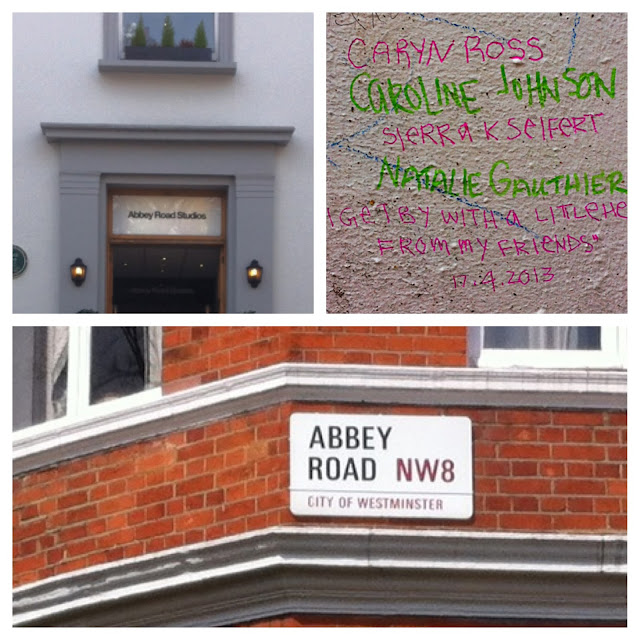 Abbey Road Studios
CARYN ROSS
CAROLINE JOHNSON
SIERRA K SEIFERT
NATALIE GAUTHIER
I GET BY WITH A LITTLE HE
FROM MY FRIENDS"
17.4.2013
ABBEY
ROAD NW8
CITY OF WESTMINSTER